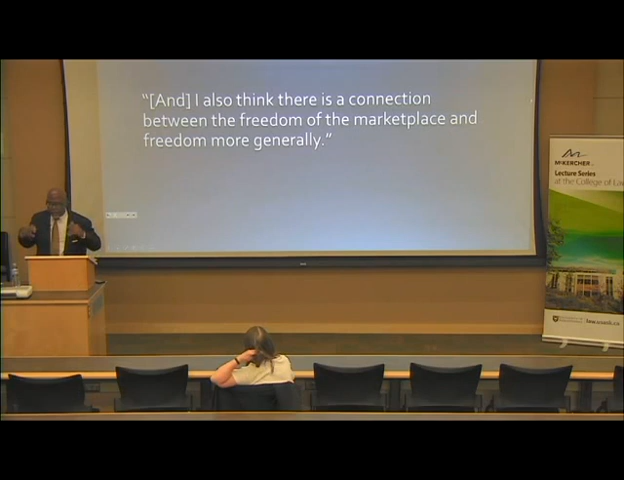 “[And] I also think there is a connection
between the freedom of the marketplace and
freedom more generally.”
MCKERCHER
Lecture Series
at the College of Law
law.usask.ca